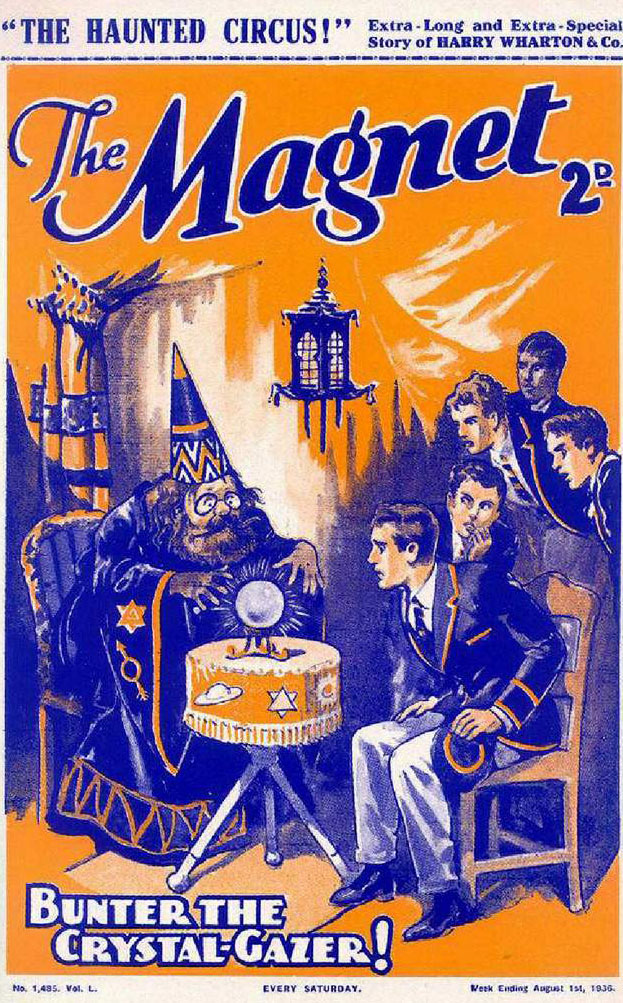 "THE HAUNTED CIRCUS!"
Extra-Long and Extra-Special
Story of HARRY WHARTON & Co.
The Magnet
2D
BUNTER THE
CRYSTAL-GAZER!
No. 1,485. Vol. L.
EVERY SATURDAY.
Week Ending August 1st, 1936.